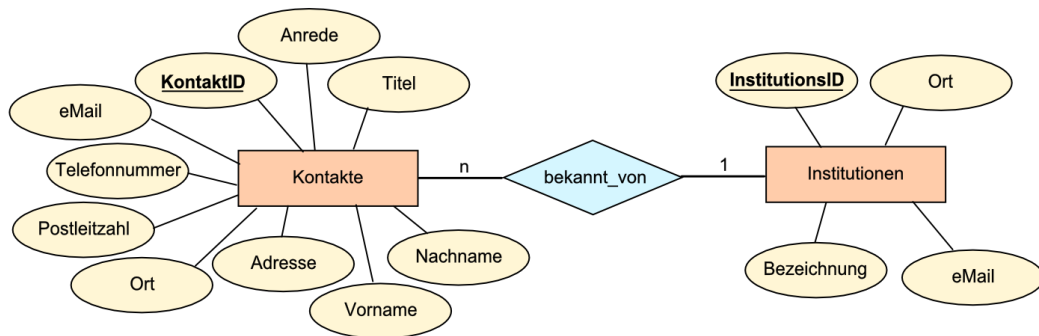 Anrede
KontaktID
Titel
InstitutionsID
Ort
eMail
Telefonnummer
Kontakte
n
bekannt_von
1
Institutionen
Postleitzahl
Ort
Adresse
Vorname
Nachname
Bezeichnung
eMail